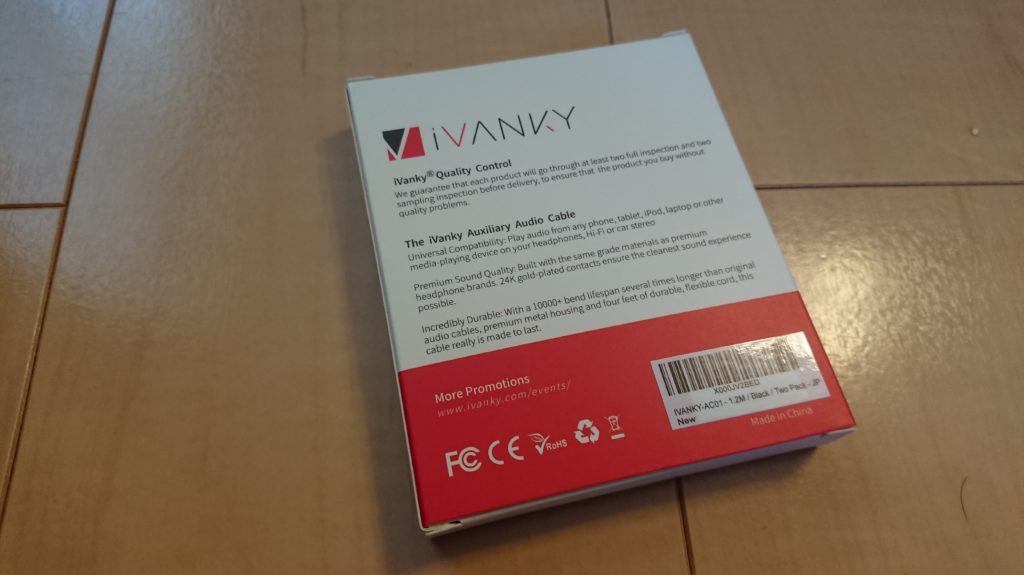 iVANKY
iVanky® Quality Control
We guarantee that each product will go through at least two full inspection and two
sampling inspection before delivery, to ensure that the product you buy without
quality problems.
The iVanky Auxiliary Audio Cable
Universal Compatibility: Play audio from any phone, tablet, iPod, laptop or other
media-playing device on your headphones, Hi-Fi or car stereo
Premium Sound Quality: Built with the same grade materials as premium
headphone brands. 24K gold-plated contacts ensure the cleanest sound experience
possible.
Incredibly Durable: With a 10000+ bend lifespan several times longer than original
audio cables, premium metal housing and four feet of durable, flexible cord, this
cable really is made to last.
More Promotions
www.ivanky.com/events/
FC CE RoHS
X000JV2BED
IVANKY-AC01 - 1.2M / Black / Two Pack - JP
New
Made in China